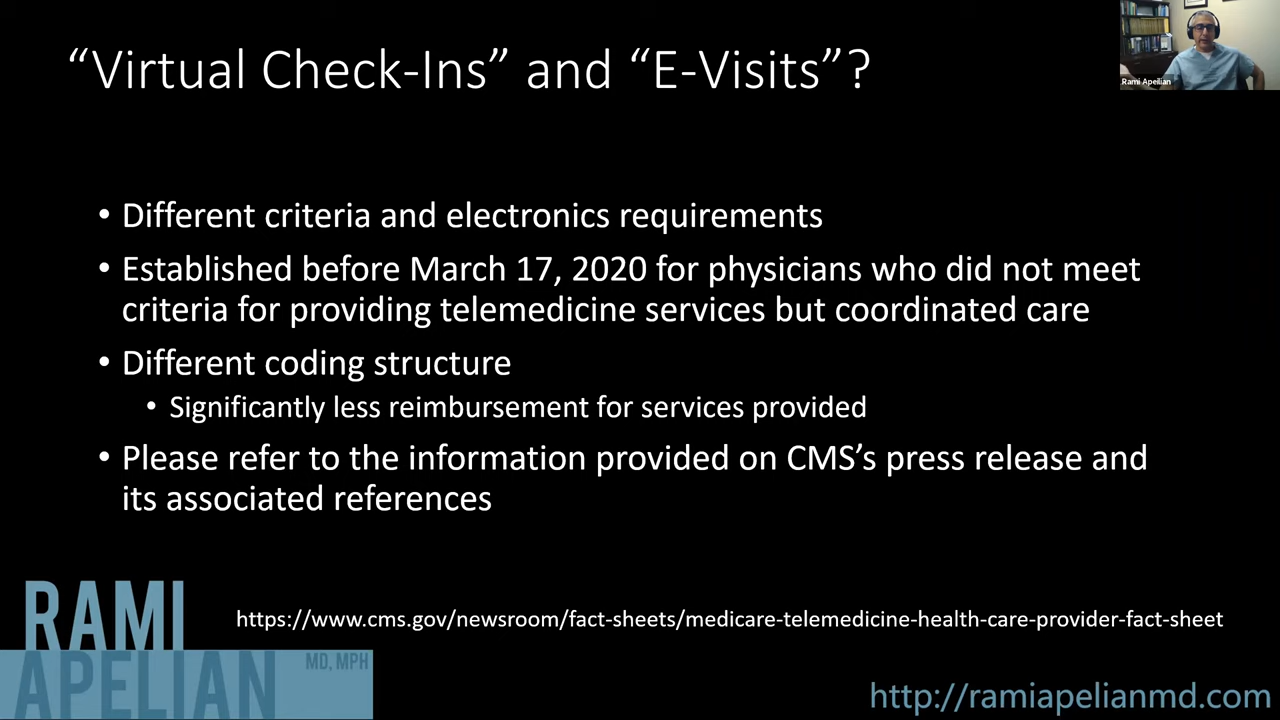 “Virtual Check-Ins” and “E-Visits”?
Rami Apelian
• Different criteria and electronics requirements
• Established before March 17, 2020 for physicians who did not meet
criteria for providing telemedicine services but coordinated care
• Different coding structure
• Significantly less reimbursement for services provided
• Please refer to the information provided on CMS’s press release and
its associated references
https://www.cms.gov/newsroom/fact-sheets/medicare-telemedicine-health-care-provider-fact-sheet
RAMI
APELIAN
MD, MPH
http://ramiapelianmd.com